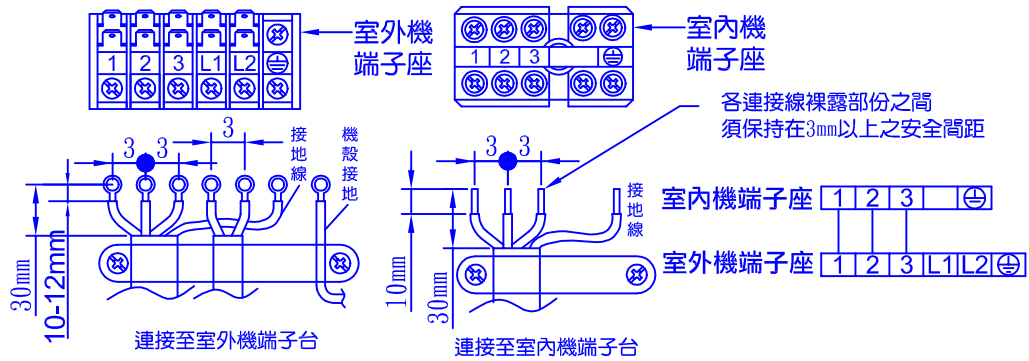 1 2 3 L1 L2
室外機
端子座
1 2 3
室內機
端子座
各連接線裸露部份之間
須保持在3mm以上之安全間距
3
3 3
接地線
機殼接地
30mm
10-12mm
連接至室外機端子台
3 3
接地線
10mm
30mm
連接至室內機端子台
室內機端子座 1 2 3
室外機端子座 1 2 3 L1 L2